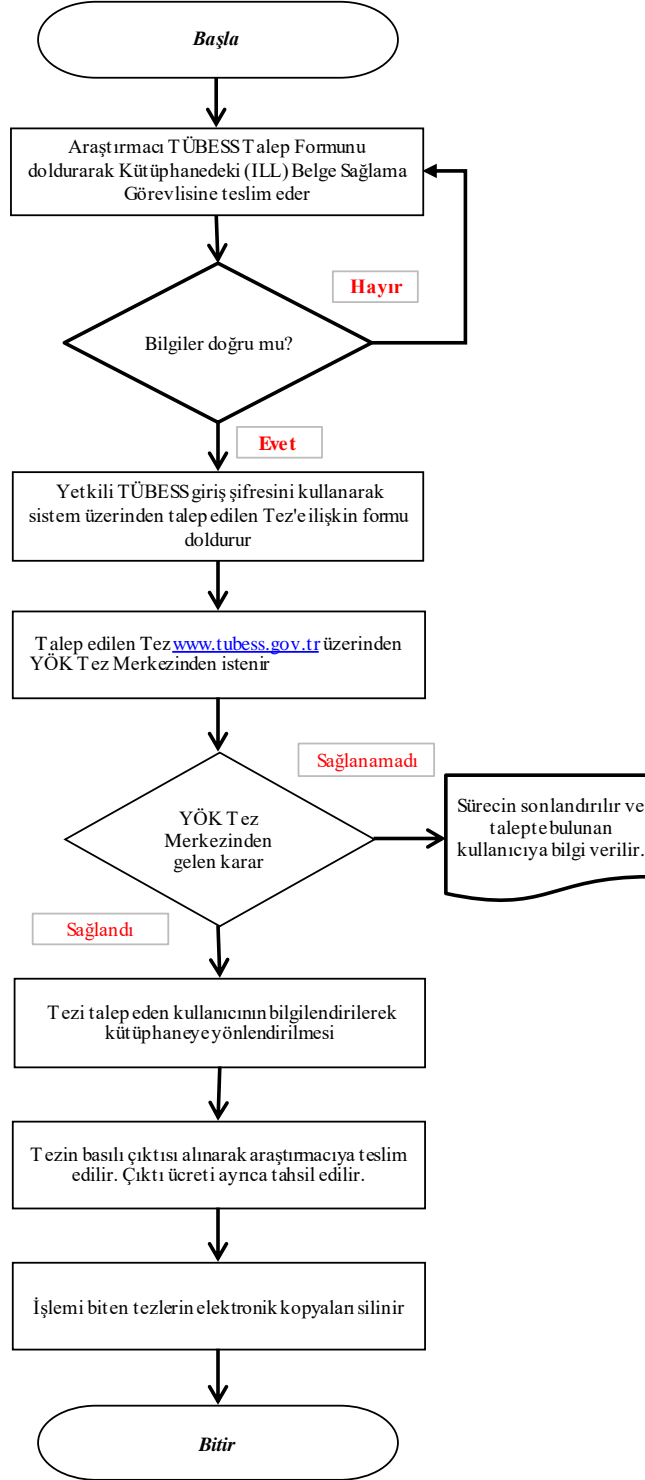 Başla
Araştırmacı TÜBESS Talep Formunu
doldurarak Kütüphanedeki (ILL) Belge Sağlama
Görevlisine teslim eder
Hayır
Bilgiler doğru mu?
Evet
Yetkili TÜBESS giriş şifresini kullanarak
sistem üzerinden talep edilen Tez'e ilişkin formu
doldurur
Talep edilen Tez www.tubess.gov.tr üzerinden
YÖK Tez Merkezinden istenir
Sağlanamadı
YÖK Tez
Merkezinden
gelen karar
Sürecin sonlandırılır ve
talepte bulunan
kullanıcıya bilgi verilir.
Sağlandı
Tezi talep eden kullanıcının bilgilendirilerek
kütüphaneye yönlendirilmesi
Tezin basılı çıktısı alınarak araştırmacıya teslim
edilir. Çıktı ücreti ayrıca tahsil edilir.
İşlemi biten tezlerin elektronik kopyaları silinir
Bitir